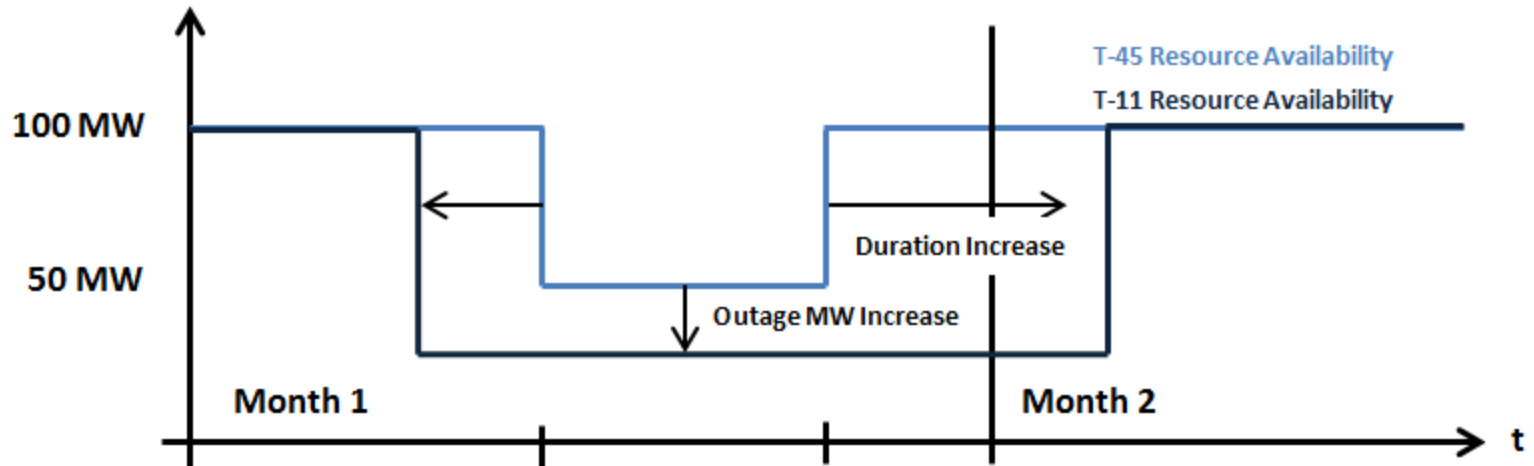 T-45 Resource Availability
T-11 Resource Availability
100 MW
50 MW
Duration Increase
Outage MW Increase
Month 1
Month 2
t